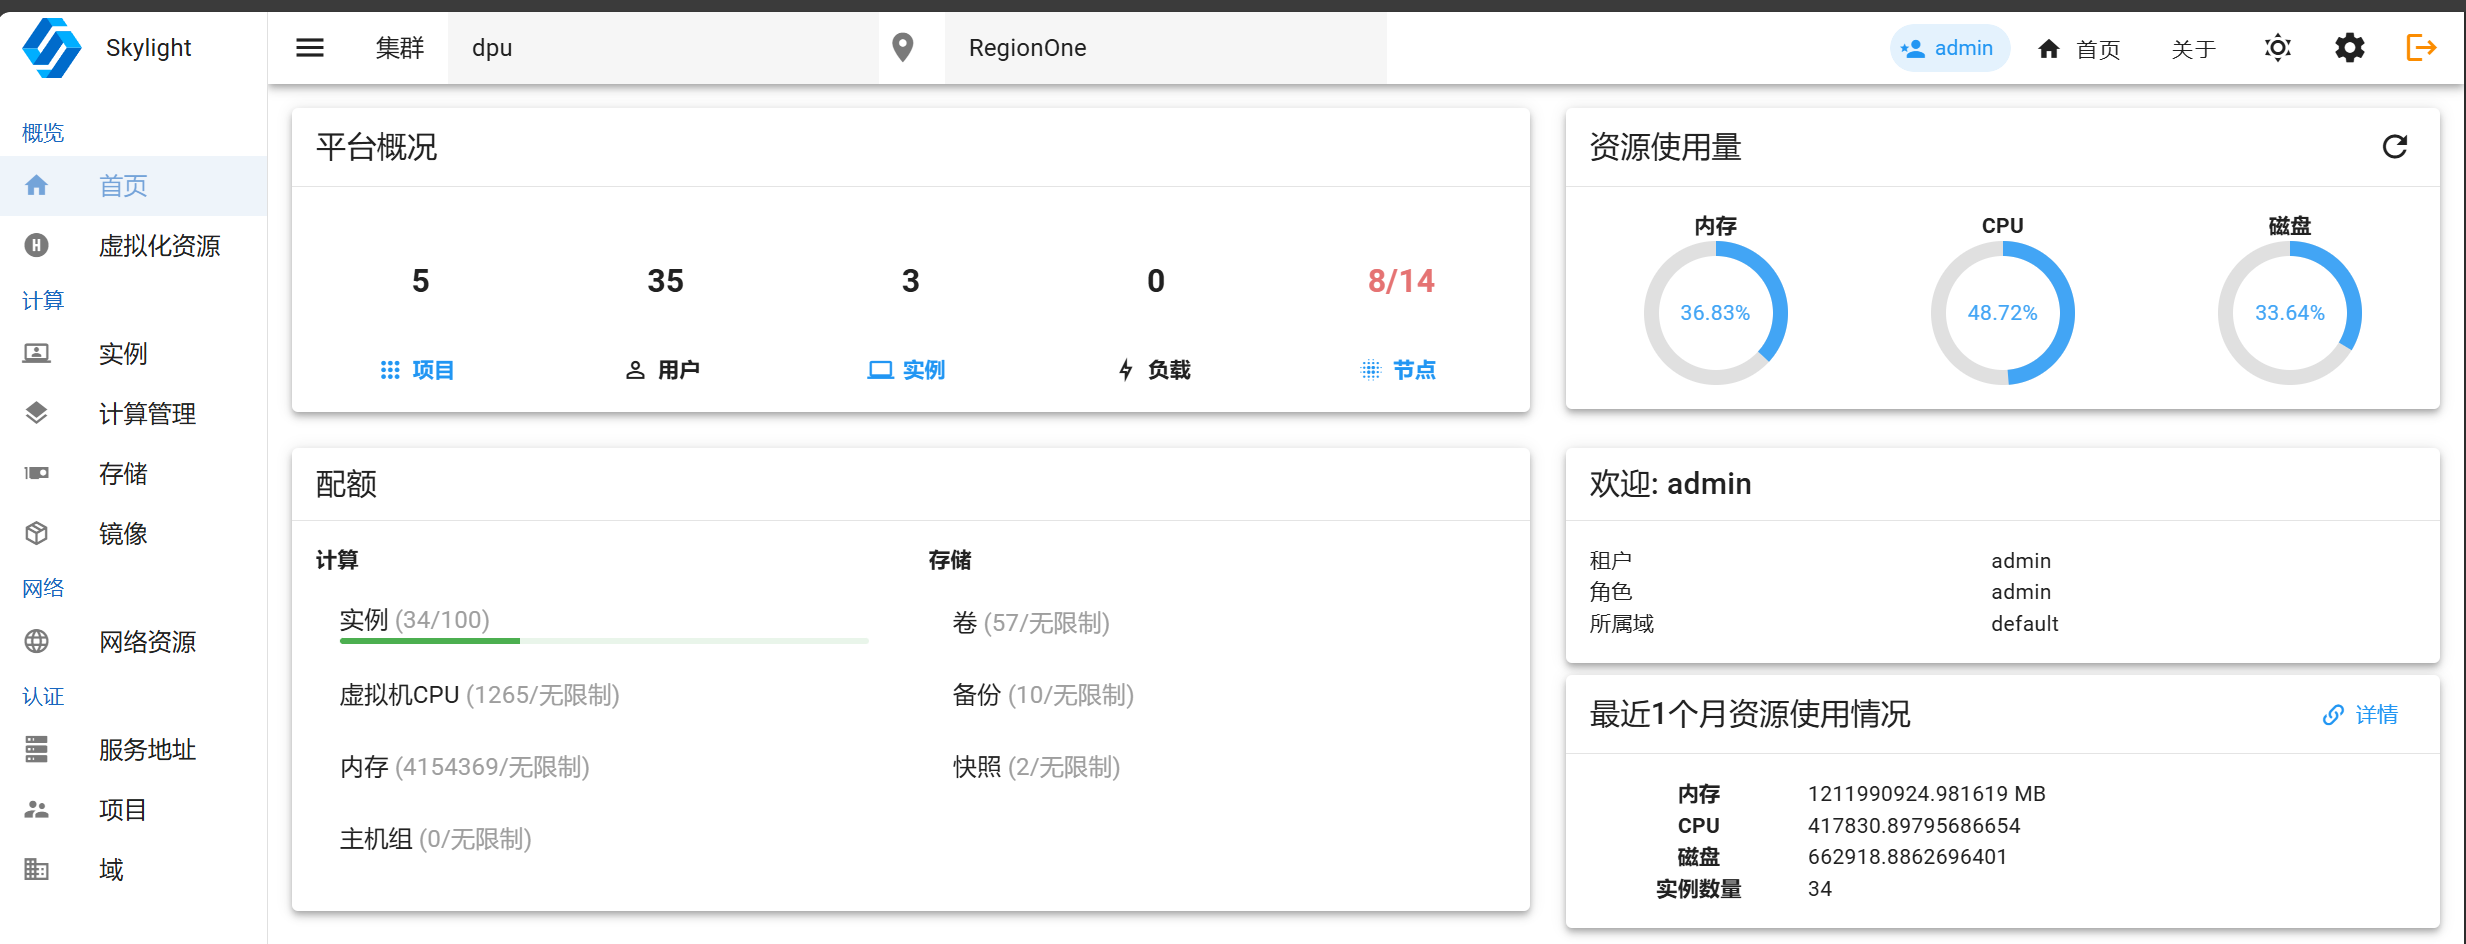 Skylight
集群
dpu
RegionOne
admin
首页
关于
概览
首页
虚拟化资源
计算
实例
计算管理
存储
镜像
网络
网络资源
认证
服务地址
项目
域
平台概况
5
35
3
0
8/14
项目
用户
实例
负载
节点
资源使用量
内存
CPU
磁盘
36.83%
48.72%
33.64%
配额
计算
实例 (34/100)
虚拟机CPU (1265/无限制)
内存 (4154369/无限制)
主机组 (0/无限制)
存储
卷 (57/无限制)
备份 (10/无限制)
快照 (2/无限制)
欢迎: admin
租户 admin
角色 admin
所属域 default
最近1个月资源使用情况
详情
内存 1211990924.981619 MB
CPU 417830.89795686654
磁盘 662918.8862696401
实例数量 34